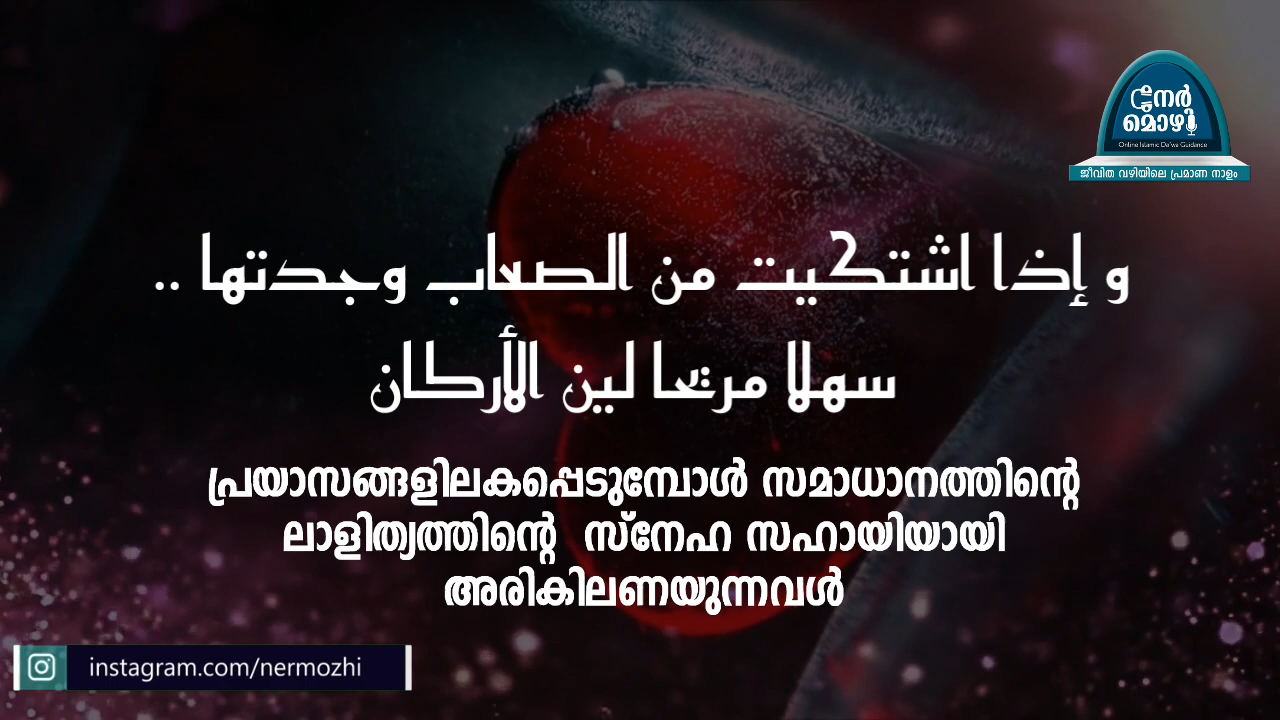 നേർ
മൊഴി
Online Islamic Da'wa Guidance
ജീവിത വഴിയിലെ പ്രമാണ നാളം
و إذا اشتكيت من الصعاب وجدتها ..
سهلا مريحا لين الأركان
പ്രയാസങ്ങളിലകപ്പെടുമ്പോൾ സമാധാനത്തിന്റെ
ലാളിത്യത്തിന്റെ സ്നേഹ സഹായിയായി
അരികിലണയുന്നവൾ
instagram.com/nermozhi